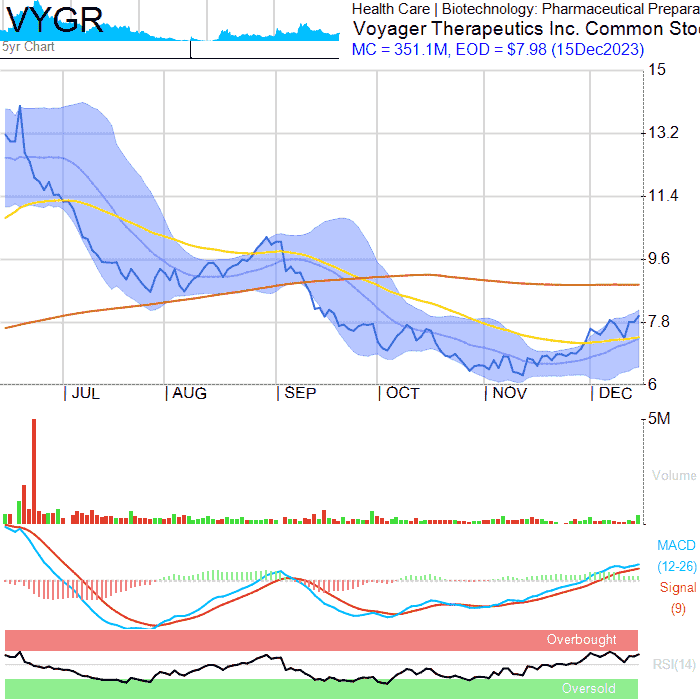 VYGR
5yr Chart
Health Care | Biotechnology: Pharmaceutical Prepara
Voyager Therapeutics Inc. Common Sto
MC = 351.1M, EOD = $7.98 (15Dec2023)
15
13.2
11.4
9.6
7.8
6
JUL AUG SEP OCT NOV DEC
5M
Volume
MACD
(12-26)
Signal
(9)
Overbought
RSI(14)
Oversold